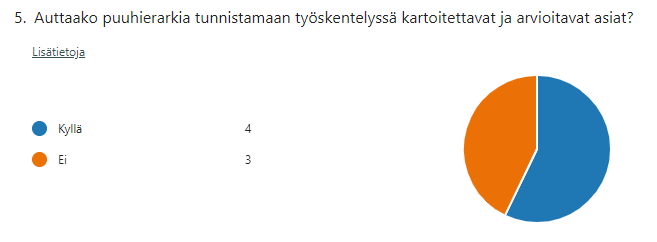 5. Auttaako puuhierarkia tunnistamaan työskentelyssä kartoitettavat ja arvioitavat asiat?
Lisätietoja
Kyllä 4
Ei 3